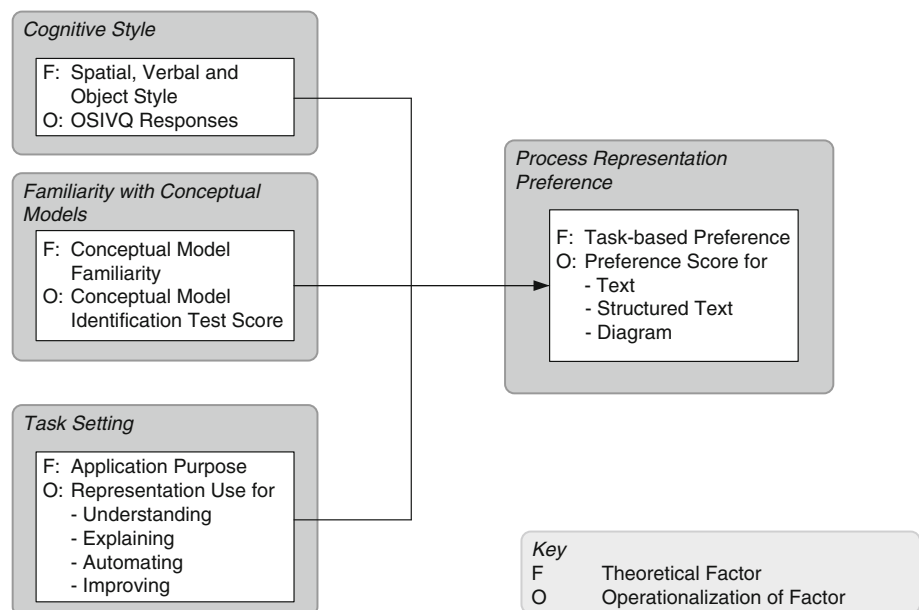 Cognitive Style
F: Spatial, Verbal and
Object Style
O: OSIVQ Responses
Familiarity with Conceptual
Models
F: Conceptual Model
Familiarity
O: Conceptual Model
Identification Test Score
Task Setting
F: Application Purpose
O: Representation Use for
- Understanding
- Explaining
- Automating
- Improving
Process Representation
Preference
F: Task-based Preference
O: Preference Score for
- Text
- Structured Text
- Diagram
Key
F Theoretical Factor
O Operationalization of Factor